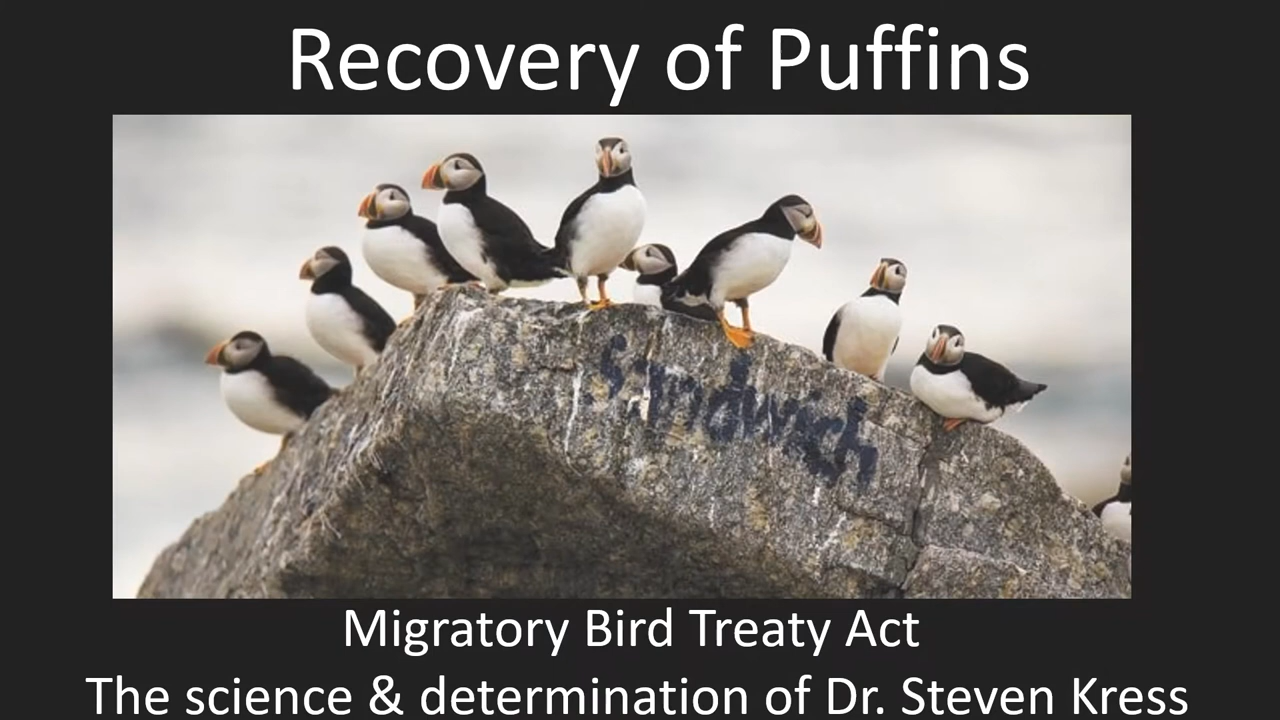 Recovery of Puffins
Sandwich
Migratory Bird Treaty Act
The science & determination of Dr. Steven Kress